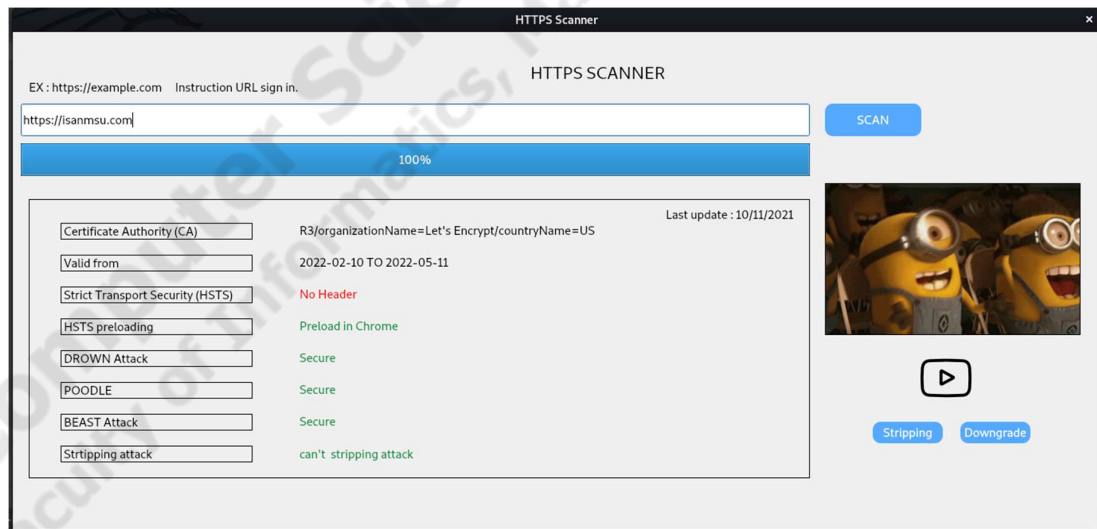 HTTPS Scanner ×
HTTPS SCANNER
EX : https://example.com Instruction URL sign in.
https://isanmsu.com SCAN
100%
Last update : 10/11/2021
Certificate Authority (CA) R3/organizationName=Let's Encrypt/countryName=US
Valid from 2022-02-10 TO 2022-05-11
Strict Transport Security (HSTS) No Header
HSTS preloading Preload in Chrome
DROWN Attack Secure
POODLE Secure
BEAST Attack Secure
Strtipping attack can't stripping attack
Stripping Downgrade